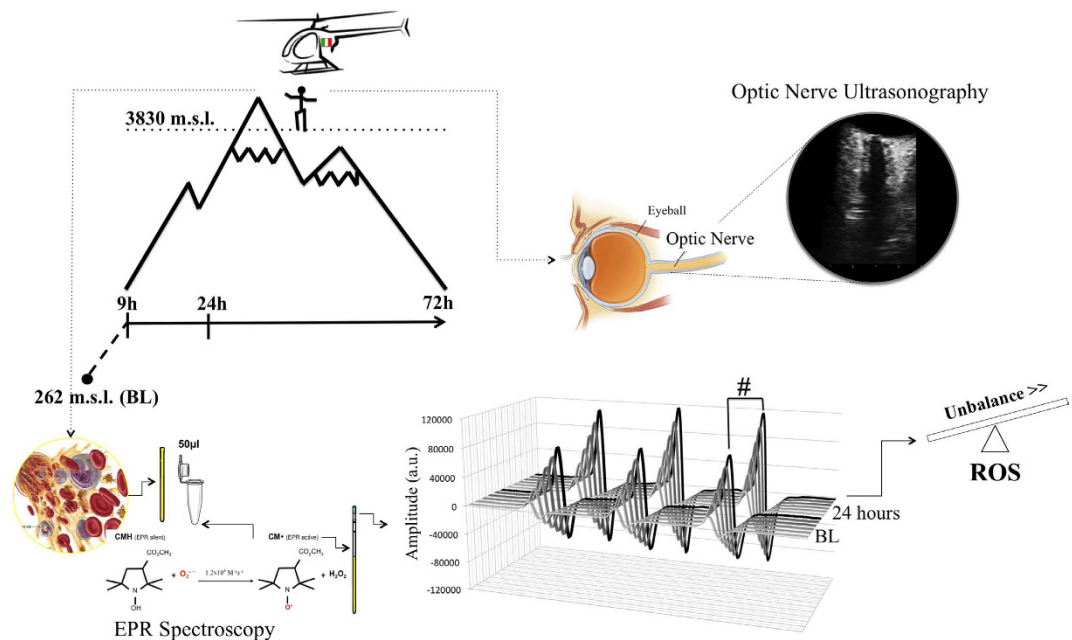 Optic Nerve Ultrasonography
3830 m.s.l.
Eyeball
Optic Nerve
9h
24h
72h
262 m.s.l. (BL)
50µl
CMH (EPR silent)
CM• (EPR active)
CO₂CH₃
+ O₂•−
1.2×10⁴ M⁻¹s⁻¹
CO₂CH₃
+ H₂O₂
N
OH
N
O•
EPR Spectroscopy
#
120000
80000
40000
0
-40000
-80000
-120000
Amplitude (a.u.)
24 hours
BL
Unbalance >>
ROS